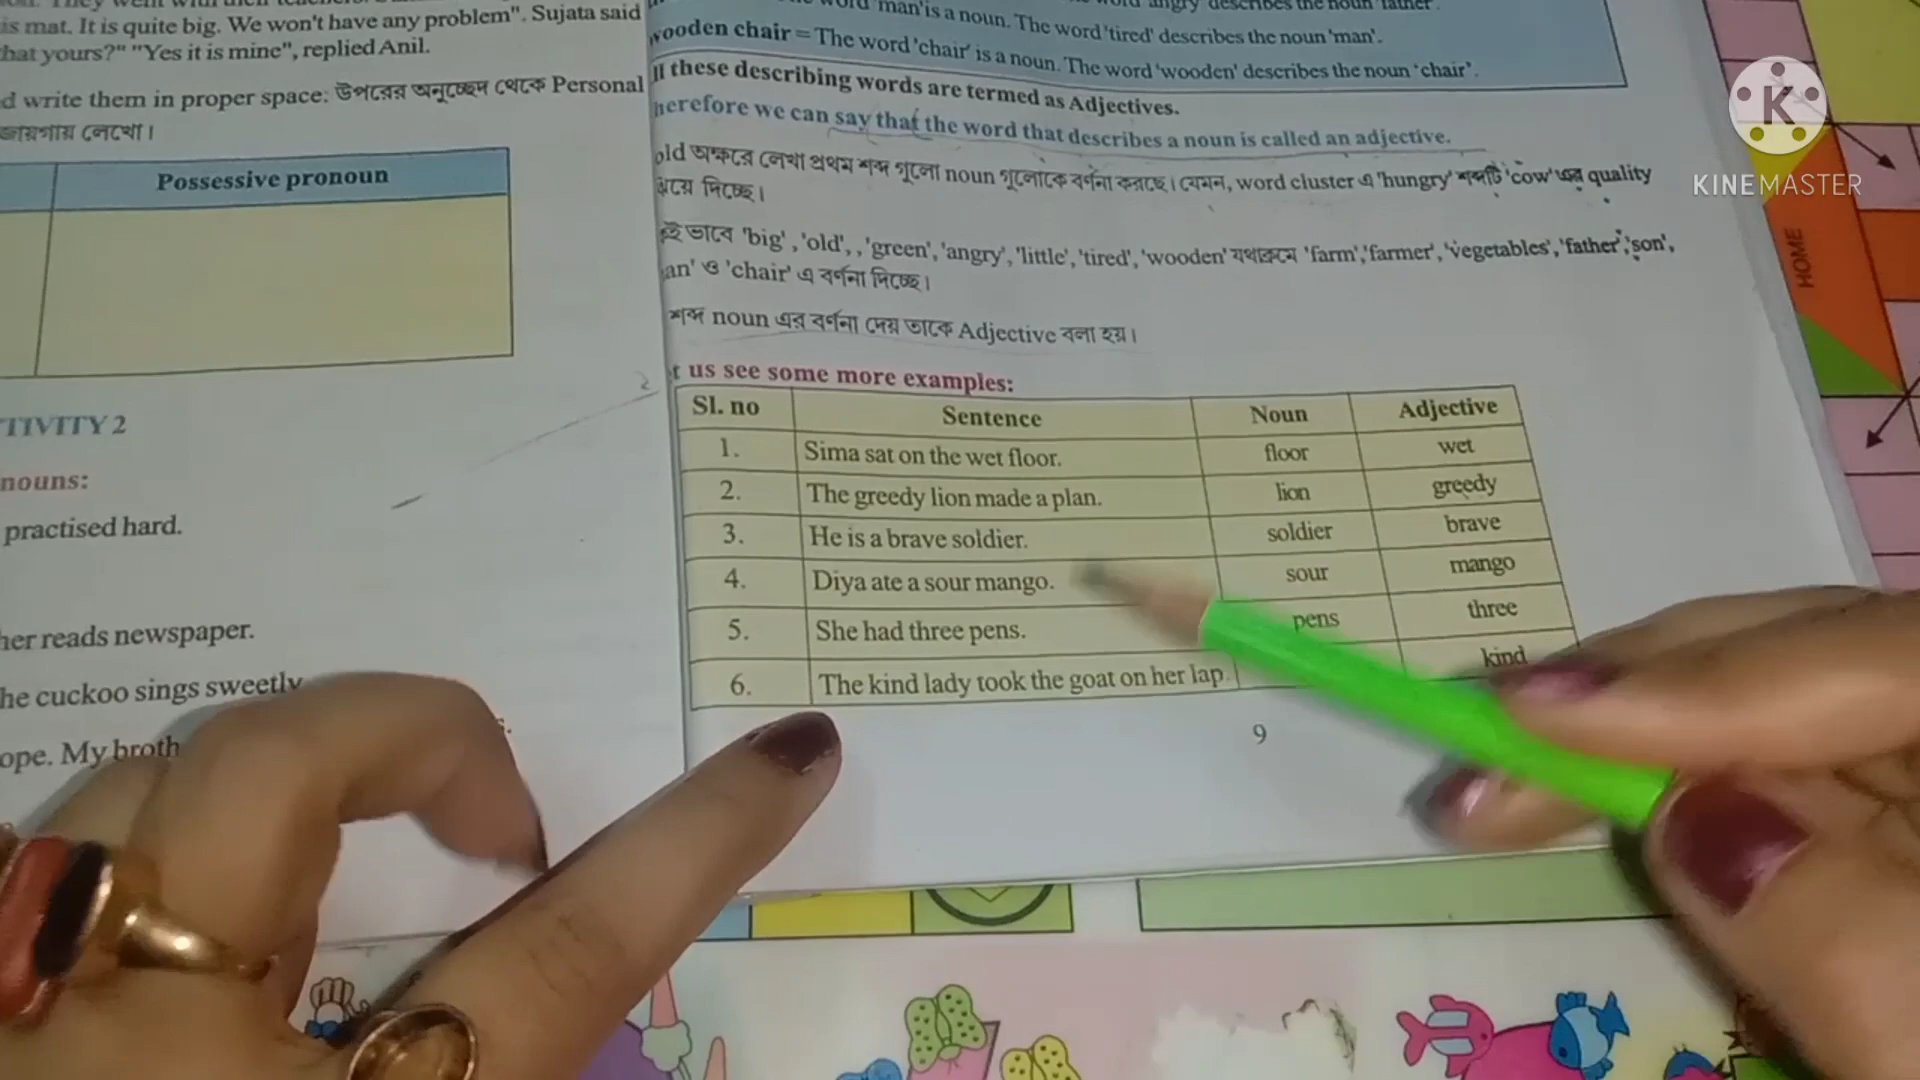 is mat. It is quite big. We won't have any problem". Sujata said
hat yours?" "Yes it is mine", replied Anil.
d write them in proper space: উপরের অনুচ্ছেদ থেকে Personal
জায়গায় লেখো।
Possessive pronoun
TIVITY 2
nouns:
practised hard.
her reads newspaper.
he cuckoo sings sweetly
ope. My broth
word 'man' is a noun. The word 'tired' describes the noun 'man'.
wooden chair = The word 'chair' is a noun. The word 'wooden' describes the noun 'chair'.
ll these describing words are termed as Adjectives.
herefore we can say that the word that describes a noun is called an adjective.
old অক্ষরে লেখা প্রথম শব্দ গুলো noun গুলোকে বর্ণনা করছে। যেমন, word cluster এ 'hungry' শব্দটি 'cow' এর quality
ঝিয়ে দিচ্ছে।
ই ভাবে 'big' , 'old', , 'green', 'angry', 'little', 'tired', 'wooden' যথাক্রমে 'farm', 'farmer', 'vegetables', 'father', 'son',
an' ও 'chair' এ বর্ণনা দিচ্ছে।
শব্দ noun এর বর্ণনা দেয় তাকে Adjective বলা হয়।
t us see some more examples:
Sl. no Sentence Noun Adjective
1. Sima sat on the wet floor. floor wet
2. The greedy lion made a plan. lion greedy
3. He is a brave soldier. soldier brave
4. Diya ate a sour mango. sour mango
5. She had three pens. pens three
6. The kind lady took the goat on her lap. kind
9
HOME
K
KINEMASTER